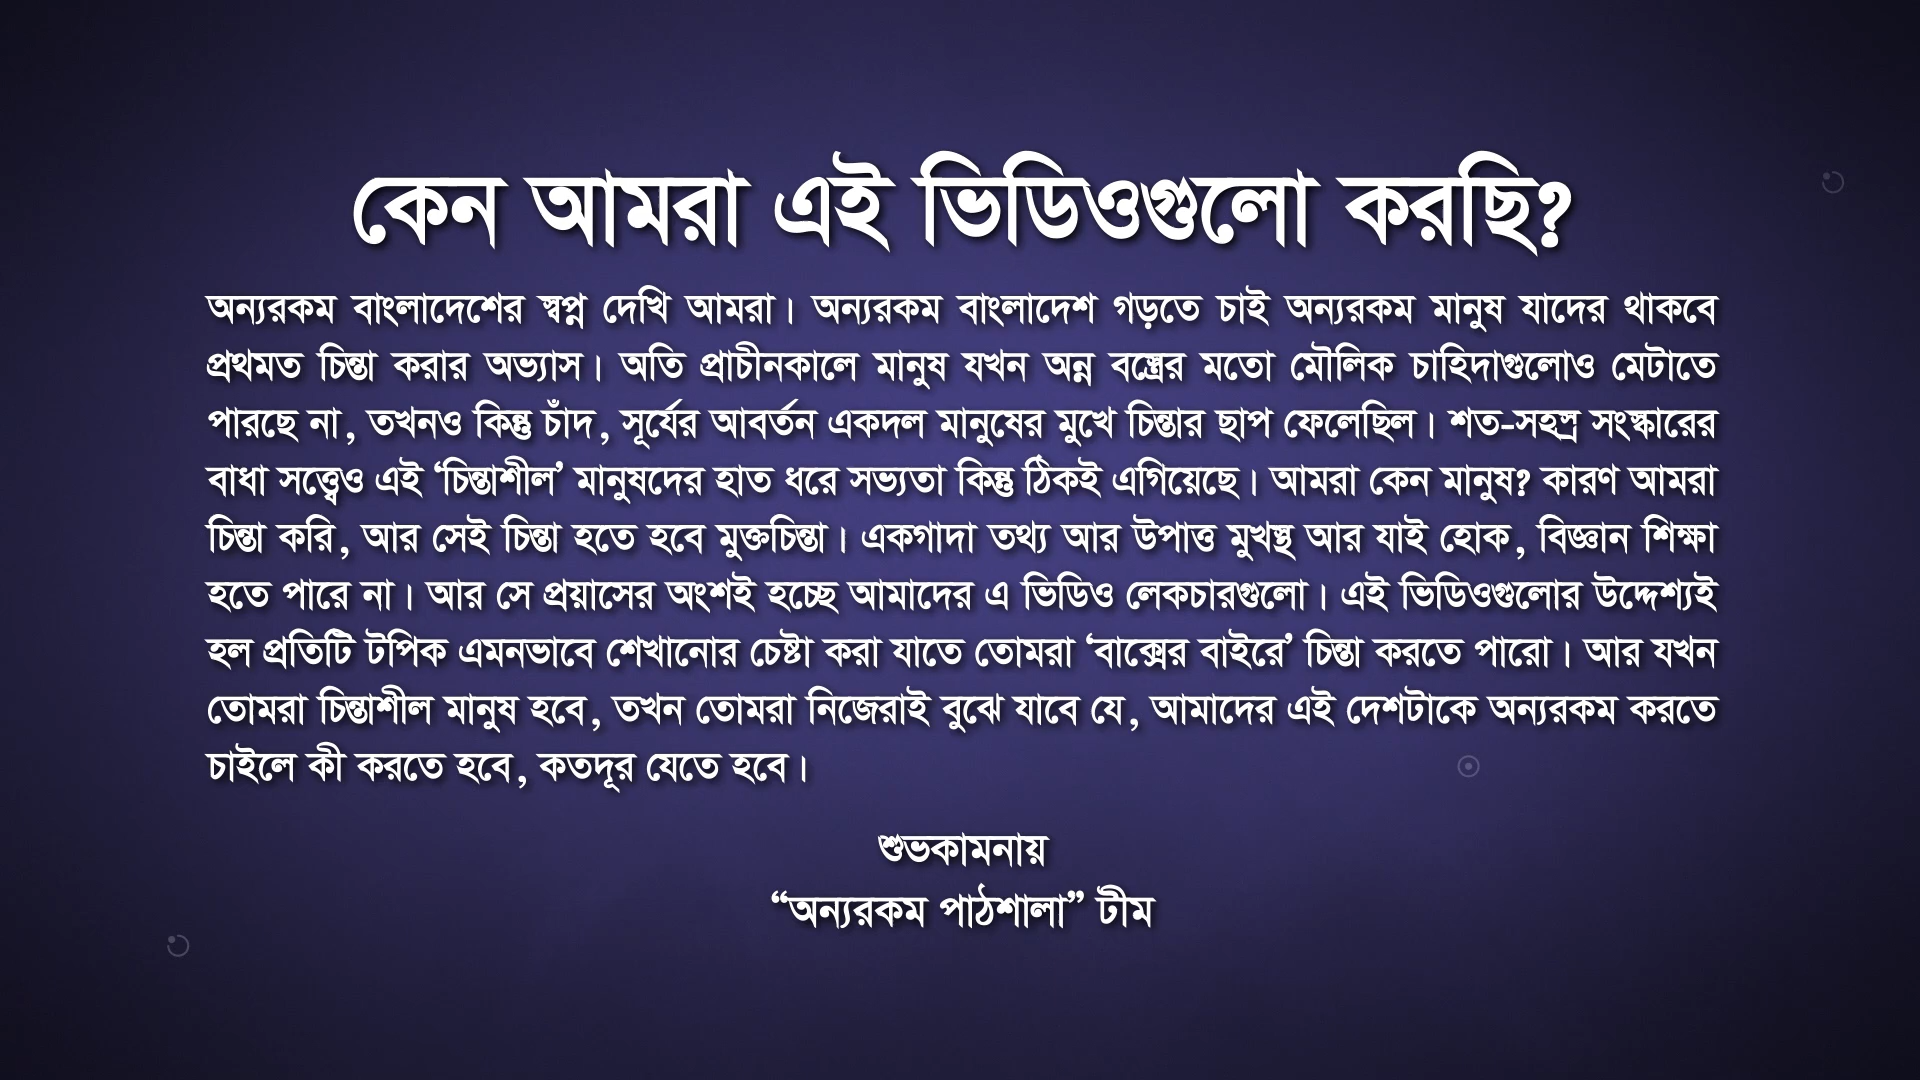 কেন আমরা এই ভিডিওগুলো করছি?
অন্যরকম বাংলাদেশের স্বপ্ন দেখি আমরা। অন্যরকম বাংলাদেশ গড়তে চাই অন্যরকম মানুষ যাদের থাকবে
প্রথমত চিন্তা করার অভ্যাস। অতি প্রাচীনকালে মানুষ যখন অন্ন বস্ত্রের মতো মৌলিক চাহিদাগুলোও মেটাতে
পারছে না, তখনও কিন্তু চাঁদ, সূর্যের আবর্তন একদল মানুষের মুখে চিন্তার ছাপ ফেলেছিল। শত-সহস্র সংস্কারের
বাধা সত্ত্বেও এই ‘চিন্তাশীল’ মানুষদের হাত ধরে সভ্যতা কিন্তু ঠিকই এগিয়েছে। আমরা কেন মানুষ? কারণ আমরা
চিন্তা করি, আর সেই চিন্তা হতে হবে মুক্তচিন্তা। একগাদা তথ্য আর উপাত্ত মুখস্থ আর যাই হোক, বিজ্ঞান শিক্ষা
হতে পারে না। আর সে প্রয়াসের অংশই হচ্ছে আমাদের এ ভিডিও লেকচারগুলো। এই ভিডিওগুলোর উদ্দেশ্যই
হল প্রতিটি টপিক এমনভাবে শেখানোর চেষ্টা করা যাতে তোমরা ‘বাক্সের বাইরে’ চিন্তা করতে পারো। আর যখন
তোমরা চিন্তাশীল মানুষ হবে, তখন তোমরা নিজেরাই বুঝে যাবে যে, আমাদের এই দেশটাকে অন্যরকম করতে
চাইলে কী করতে হবে, কতদূর যেতে হবে।
শুভকামনায়
“অন্যরকম পাঠশালা” টীম